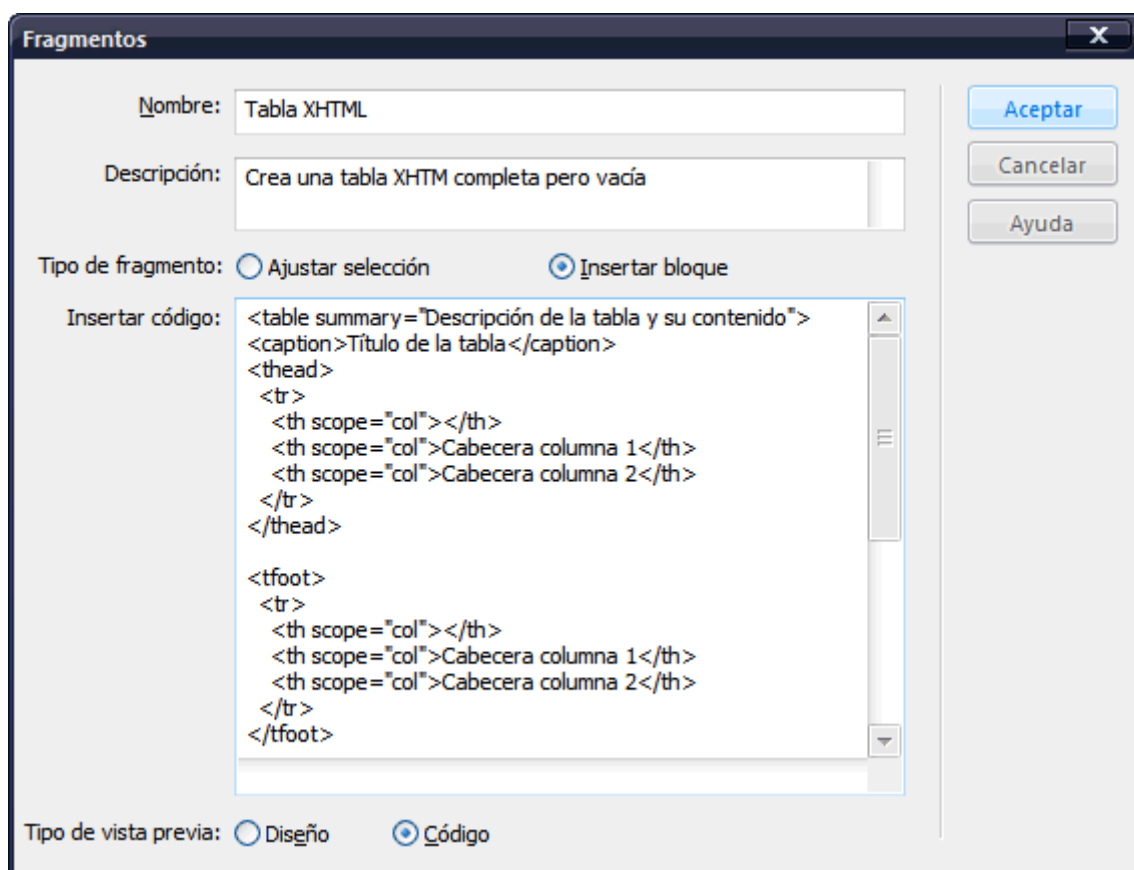 Fragmentos
Nombre: Tabla XHTML
Aceptar
Descripción: Crea una tabla XHTM completa pero vacía
Cancelar
Ayuda
Tipo de fragmento: Ajustar selección Insertar bloque
Insertar código: <table summary="Descripción de la tabla y su contenido">
<caption>Título de la tabla</caption>
<thead>
<tr>
<th scope="col"></th>
<th scope="col">Cabecera columna 1</th>
<th scope="col">Cabecera columna 2</th>
</tr>
</thead>
<tfoot>
<tr>
<th scope="col"></th>
<th scope="col">Cabecera columna 1</th>
<th scope="col">Cabecera columna 2</th>
</tr>
</tfoot>
Tipo de vista previa: Diseño Código